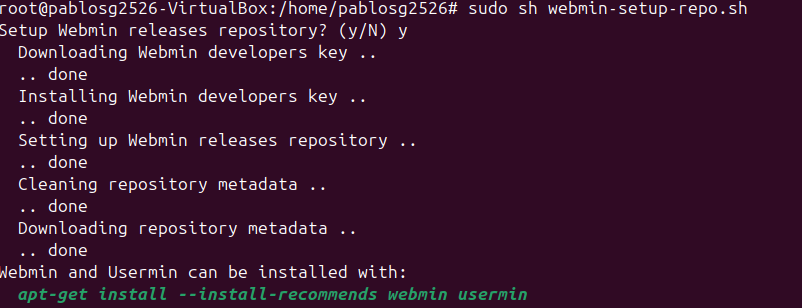 root@pablosg2526-VirtualBox:/home/pablosg2526# sudo sh webmin-setup-repo.sh
Setup Webmin releases repository? (y/N) y
  Downloading Webmin developers key ..
  .. done
  Installing Webmin developers key ..
  .. done
  Setting up Webmin releases repository ..
  .. done
  Cleaning repository metadata ..
  .. done
  Downloading repository metadata ..
  .. done
Webmin and Usermin can be installed with:
  apt-get install --install-recommends webmin usermin